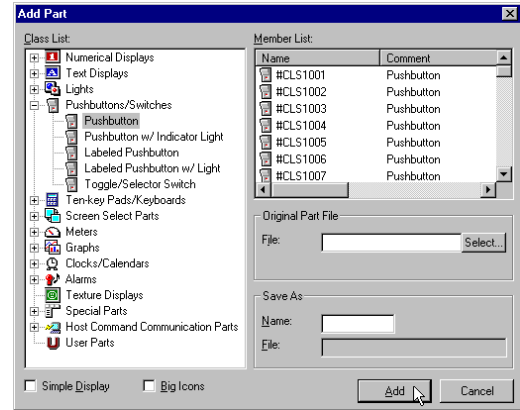 Add Part
Class List:
Numerical Displays
Text Displays
Lights
Pushbuttons/Switches
Pushbutton
Pushbutton w/ Indicator Light
Labeled Pushbutton
Labeled Pushbutton w/ Light
Toggle/Selector Switch
Ten-key Pads/Keyboards
Screen Select Parts
Meters
Graphs
Clocks/Calendars
Alarms
Texture Displays
Special Parts
Host Command Communication Parts
User Parts
Simple Display Big Icons
Member List:
Name Comment
#CLS1001 Pushbutton
#CLS1002 Pushbutton
#CLS1003 Pushbutton
#CLS1004 Pushbutton
#CLS1005 Pushbutton
#CLS1006 Pushbutton
#CLS1007 Pushbutton
Original Part File
File: Select...
Save As
Name:
File:
Add Cancel